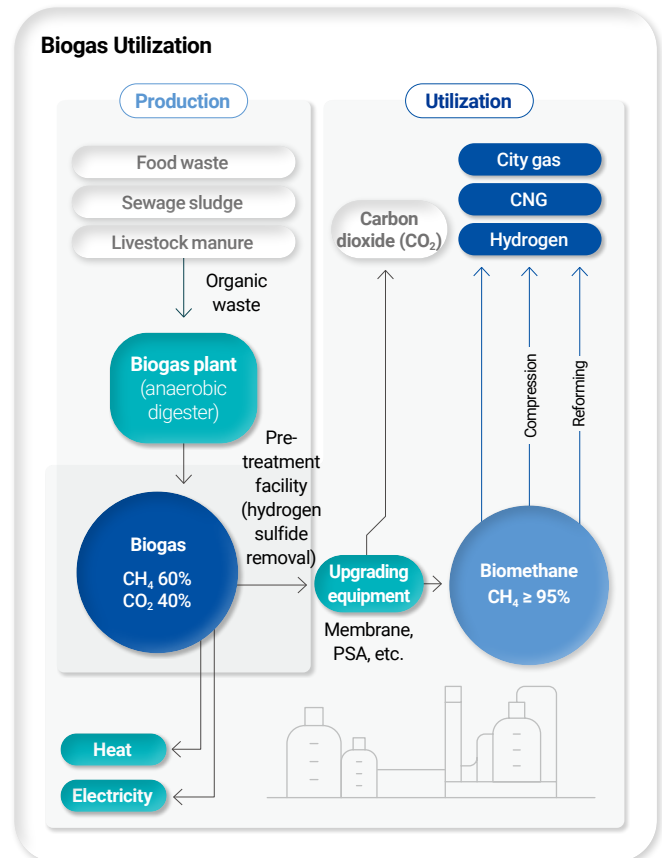 Biogas Utilization
Production
Food waste
Sewage sludge
Livestock manure
Organic
waste
Biogas plant
(anaerobic
digester)
Pre-
treatment
facility
(hydrogen
sulfide
removal)
Biogas
CH₄ 60%
CO₂ 40%
Heat
Electricity
Utilization
City gas
CNG
Hydrogen
Carbon
dioxide (CO₂)
Compression
Reforming
Upgrading
equipment
Membrane,
PSA, etc.
Biomethane
CH₄ ≥ 95%